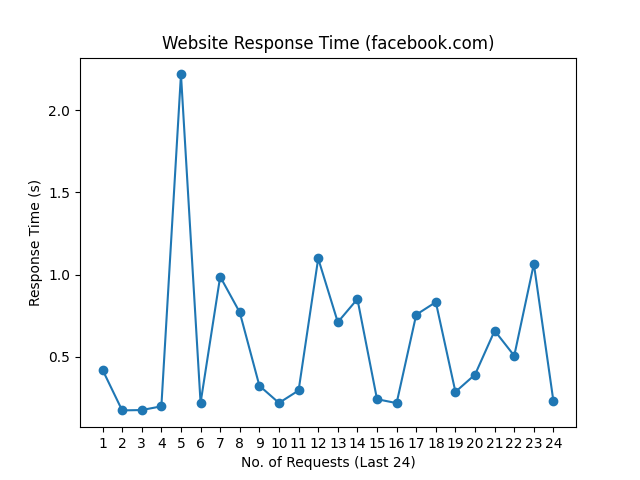 Website Response Time (facebook.com)
Response Time (s)
2.0
1.5
1.0
0.5
1 2 3 4 5 6 7 8 9 10 11 12 13 14 15 16 17 18 19 20 21 22 23 24
No. of Requests (Last 24)